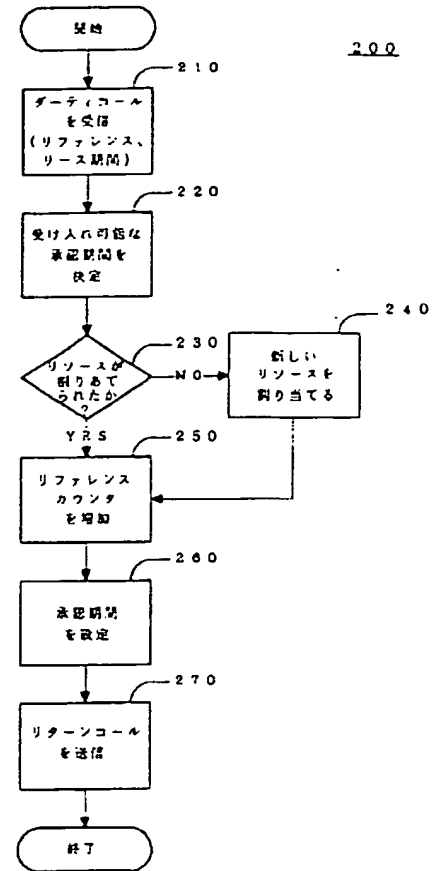 開始
200
210
ダーティコール
を受信
(リファレンス、
リース期間)
220
受け入れ可能な
承認期間を
決定
230
リソースが
割りあて
られたか
?
NO
240
新しい
リソースを
割り当てる
YRS
250
リファレンス
カウンタ
を増加
260
承認期間
を設定
270
リターンコール
を送信
終了